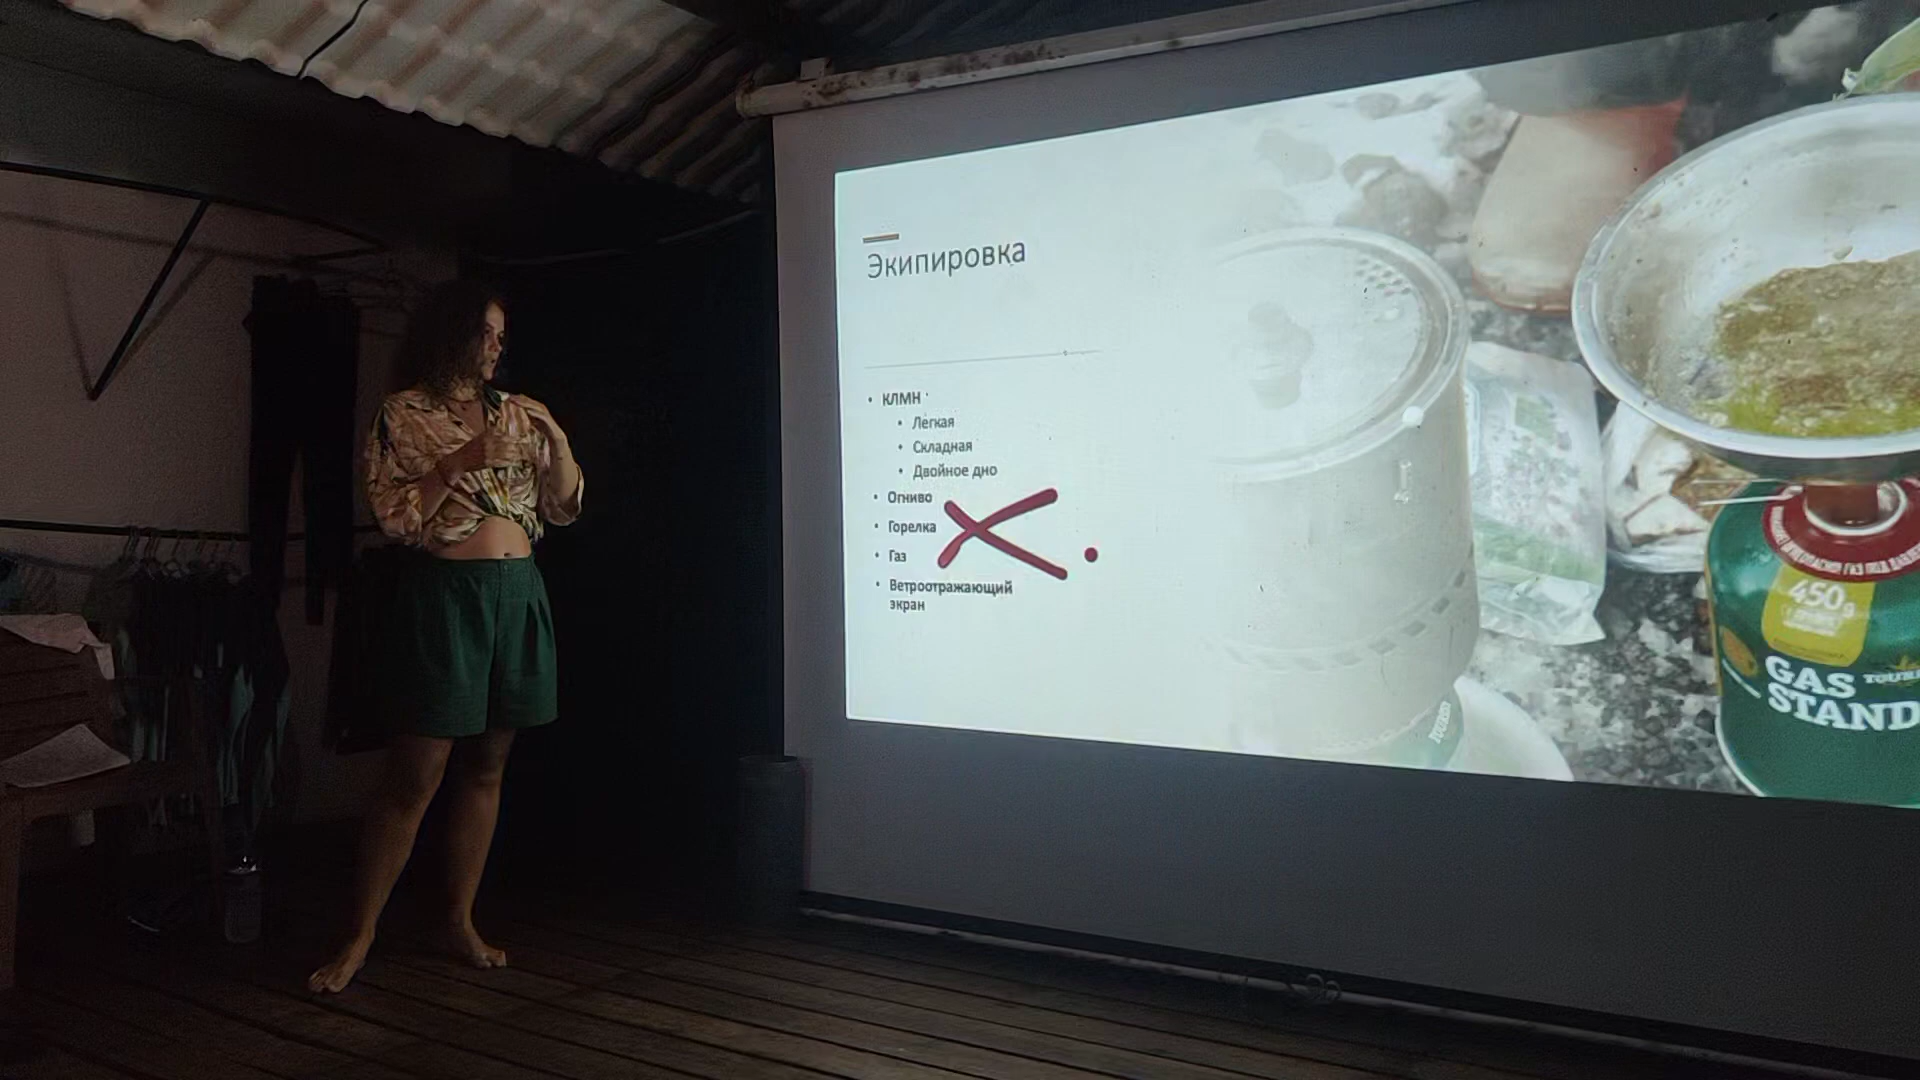 Экипировка
КЛМН
Легкая
Складная
Двойное дно
Огниво
Горелка
Газ
Ветроотражающий
экран
450g
GAS
STAND